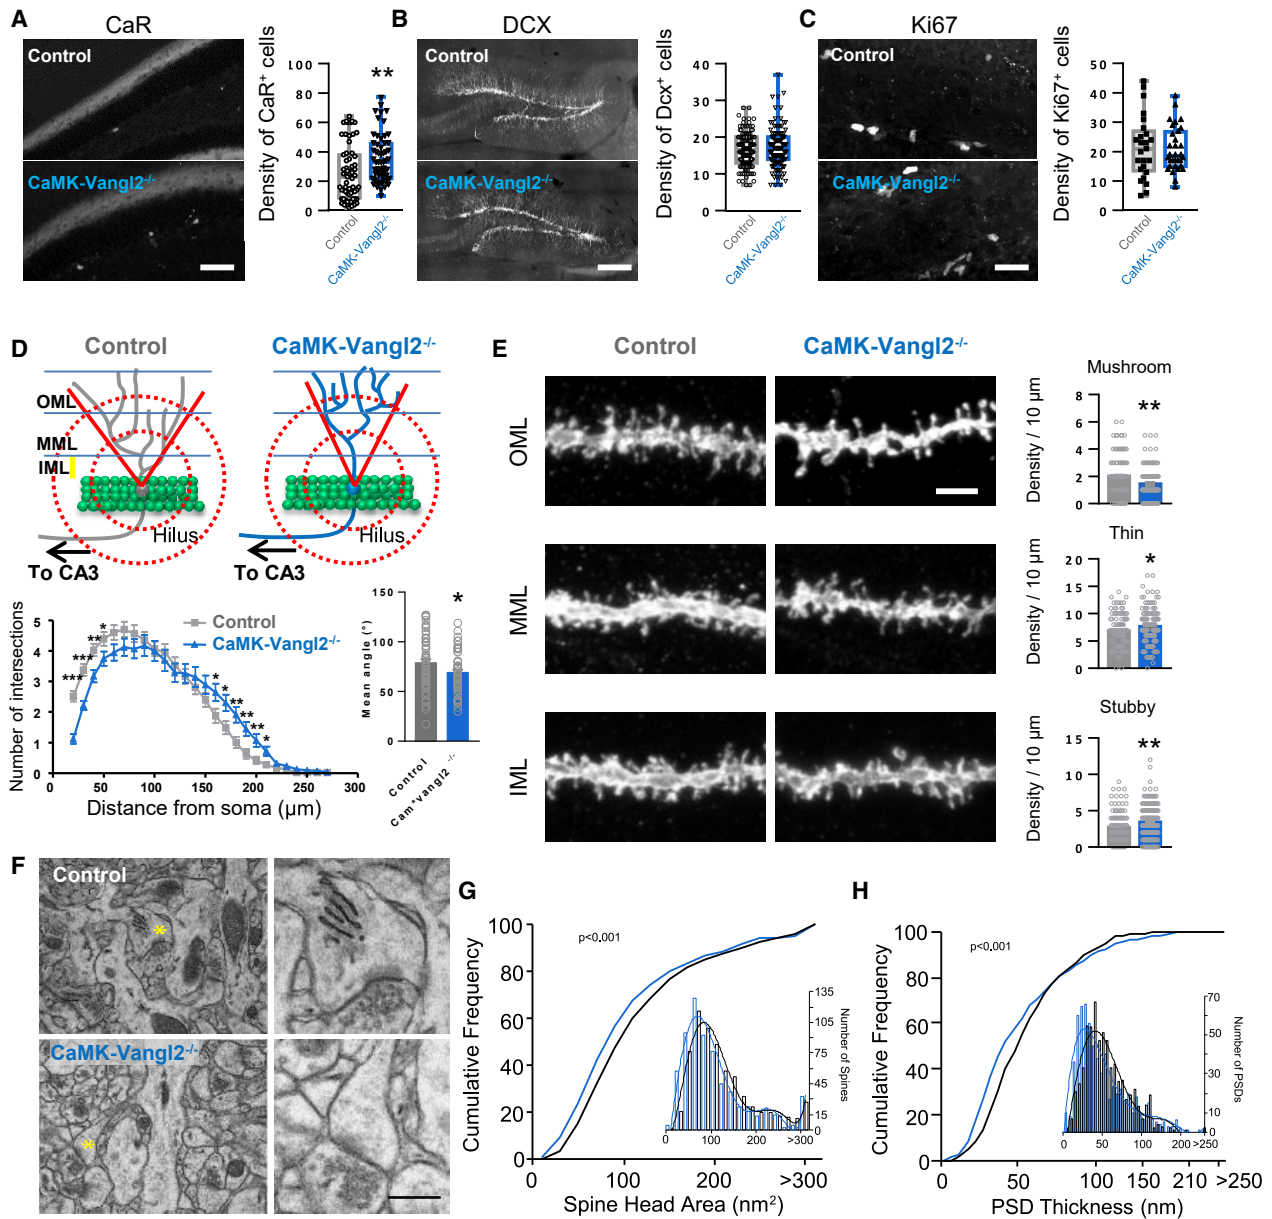 A
CaR
Control
CaMK-Vangl2-/-
Density of CaR+ cells
100
80
60
40
20
0
**
Control
CaMK-Vangl2-/-
B
DCX
Control
CaMK-Vangl2-/-
Density of Dcx+ cells
40
30
20
10
0
Control
CaMK-Vangl2-/-
C
Ki67
Control
CaMK-Vangl2-/-
Density of Ki67+ cells
50
40
30
20
10
0
Control
CaMK-Vangl2-/-
D
Control
CaMK-Vangl2-/-
OML
MML
IML
Hilus
Hilus
To CA3
To CA3
Number of intersections
5
4
3
2
1
0
***
***
**
*
*
*
**
**
**
*
Control
CaMK-Vangl2-/-
0
50
100
150
200
250
300
Distance from soma (µm)
Mean angle (°)
150
100
50
0
*
Control
Cam*vangl2 -/-
E
Control
CaMK-Vangl2-/-
OML
MML
IML
Mushroom
Density / 10 µm
8
6
4
2
0
**
Thin
Density / 10 µm
20
15
10
5
0
*
Stubby
Density / 10 µm
15
10
5
0
**
F
Control
*
CaMK-Vangl2-/-
*
G
Cumulative Frequency
100
80
60
40
20
0
p<0.001
0
100
200
>300
Spine Head Area (nm2)
135
105
75
45
15
0
Number of Spines
0
100
200
>300
H
Cumulative Frequency
100
80
60
40
20
0
p<0.001
0
50
100
150
210
>250
PSD Thickness (nm)
70
50
30
10
0
Number of PSDs
0
50
100
150
200
>250